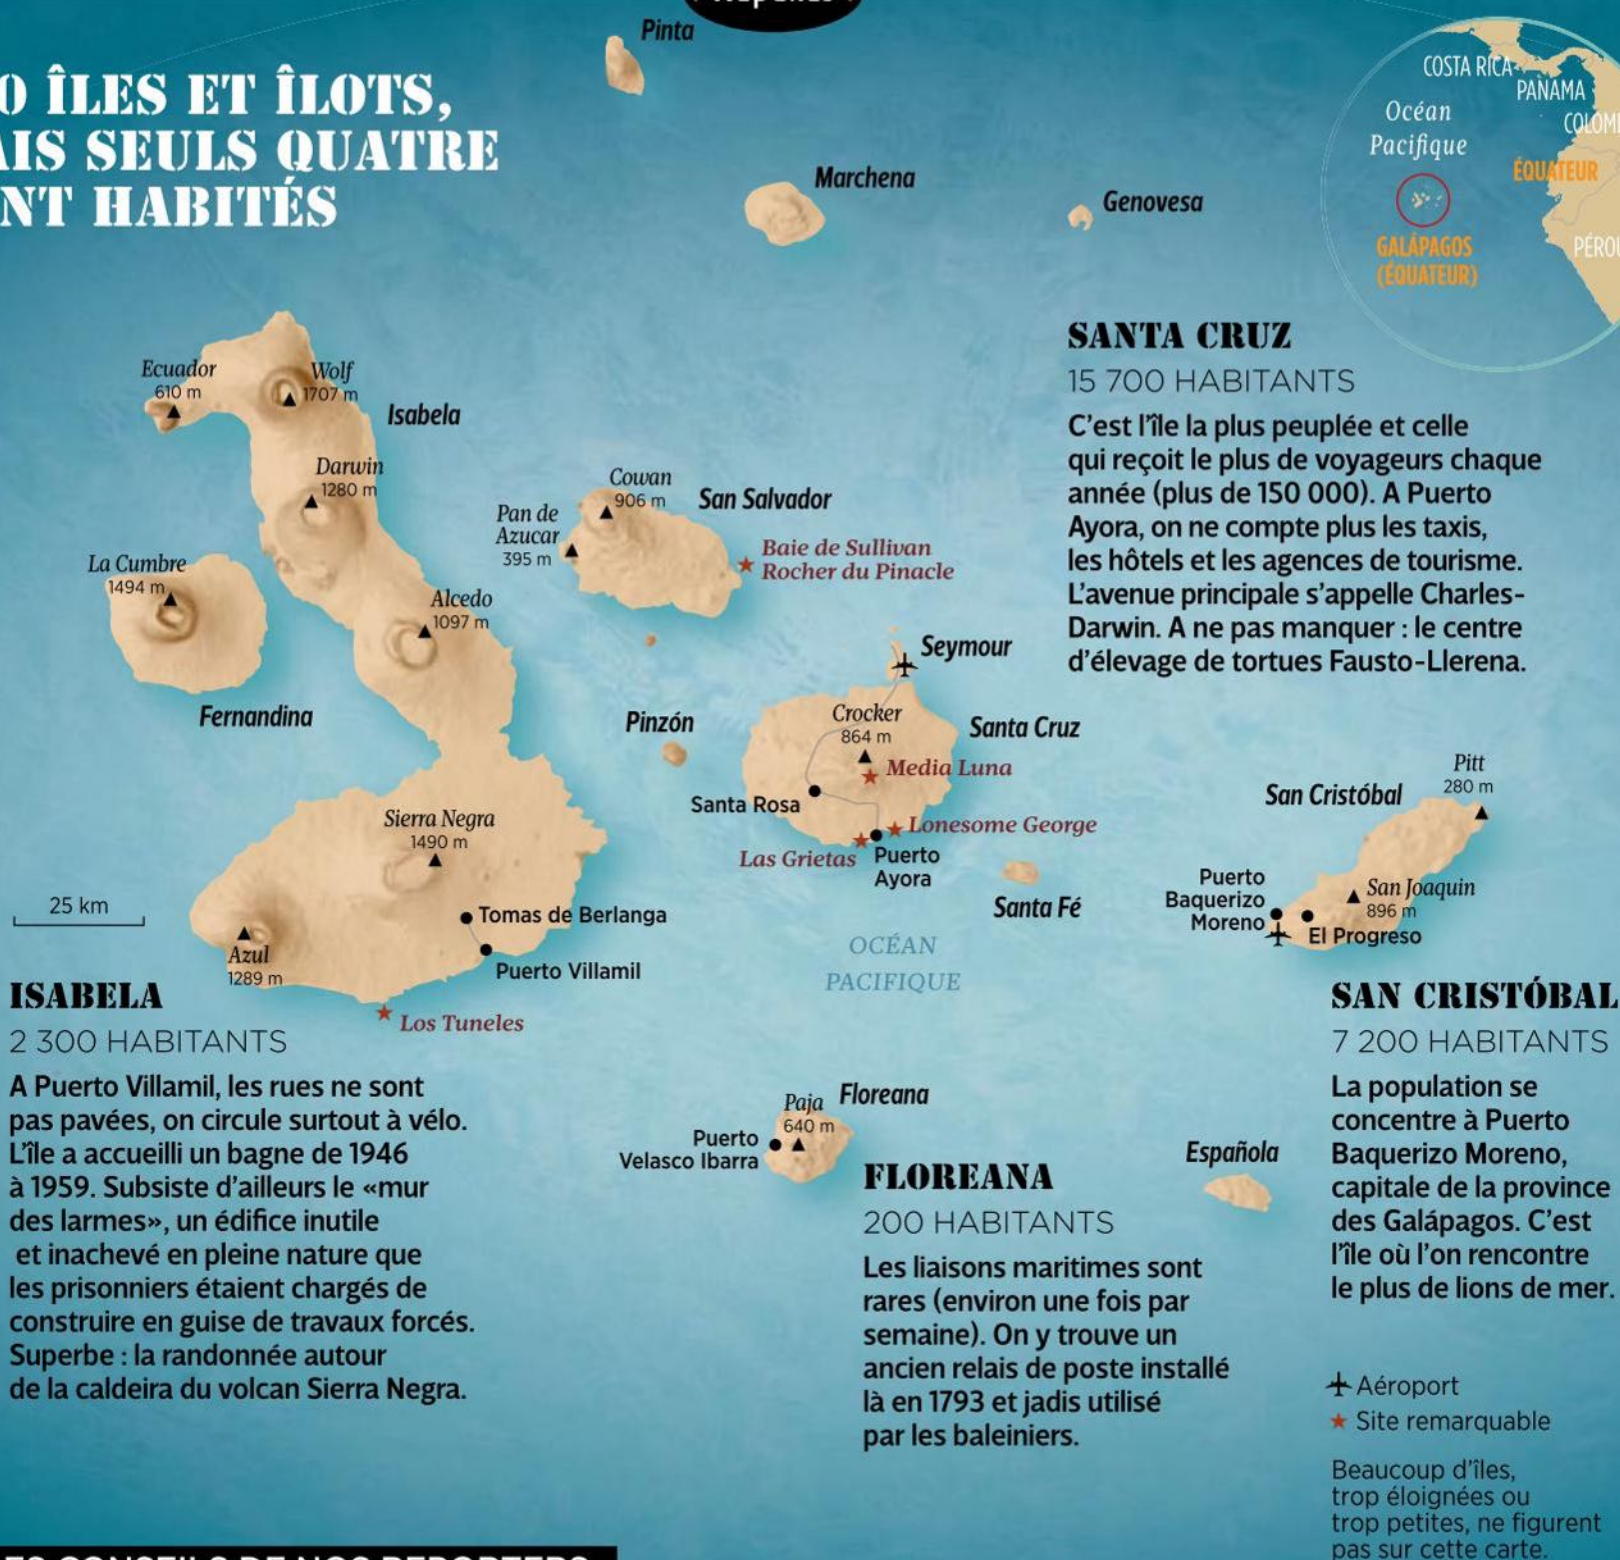 Pinta
O ÎLES ET ÎLOTS,
AIS SEULS QUATRE
NT HABITÉS
COSTA RICA
PANAMA
Océan
Pacifique
ÉQUATEUR
GALÁPAGOS
(ÉQUATEUR)
Marchena
Genovesa
Ecuador
610 m
Wolf
1707 m
Isabela
Darwin
1280 m
La Cumbre
1494 m
Alcedo
1097 m
Fernandina
Cowan
906 m
San Salvador
Pan de
Azucar
395 m
Baie de Sullivan
Rocher du Pinacle
SANTA CRUZ
15 700 HABITANTS
C'est l'île la plus peuplée et celle
qui reçoit le plus de voyageurs chaque
année (plus de 150 000). A Puerto
Ayora, on ne compte plus les taxis,
les hôtels et les agences de tourisme.
L'avenue principale s'appelle Charles-
Darwin. A ne pas manquer : le centre
d'élevage de tortues Fausto-Llerena.
Seymour
Pinzón
Crocker
864 m
Santa Cruz
Media Luna
Santa Rosa
Lonesome George
Las Grietas
Puerto
Ayora
Santa Fé
Pitt
280 m
San Cristóbal
Puerto
Baquerizo
Moreno
San Joaquin
896 m
El Progreso
Sierra Negra
1490 m
25 km
Tomas de Berlanga
Azul
1289 m
Puerto Villamil
Los Tuneles
OCÉAN
PACIFIQUE
ISABELA
2 300 HABITANTS
A Puerto Villamil, les rues ne sont
pas pavées, on circule surtout à vélo.
L'île a accueilli un bagne de 1946
à 1959. Subsiste d'ailleurs le «mur
des larmes», un édifice inutile
et inachevé en pleine nature que
les prisonniers étaient chargés de
construire en guise de travaux forcés.
Superbe : la randonnée autour
de la caldeira du volcan Sierra Negra.
Paja
640 m
Floreana
Puerto
Velasco Ibarra
FLOREANA
200 HABITANTS
Les liaisons maritimes sont
rares (environ une fois par
semaine). On y trouve un
ancien relais de poste installé
là en 1793 et jadis utilisé
par les baleiniers.
Española
SAN CRISTÓBAL
7 200 HABITANTS
La population se
concentre à Puerto
Baquerizo Moreno,
capitale de la province
des Galápagos. C'est
l'île où l'on rencontre
le plus de lions de mer.
Aéroport
Site remarquable
Beaucoup d'îles,
trop éloignées ou
trop petites, ne figurent
pas sur cette carte.
CONSEILS DE NOS REPORTERS